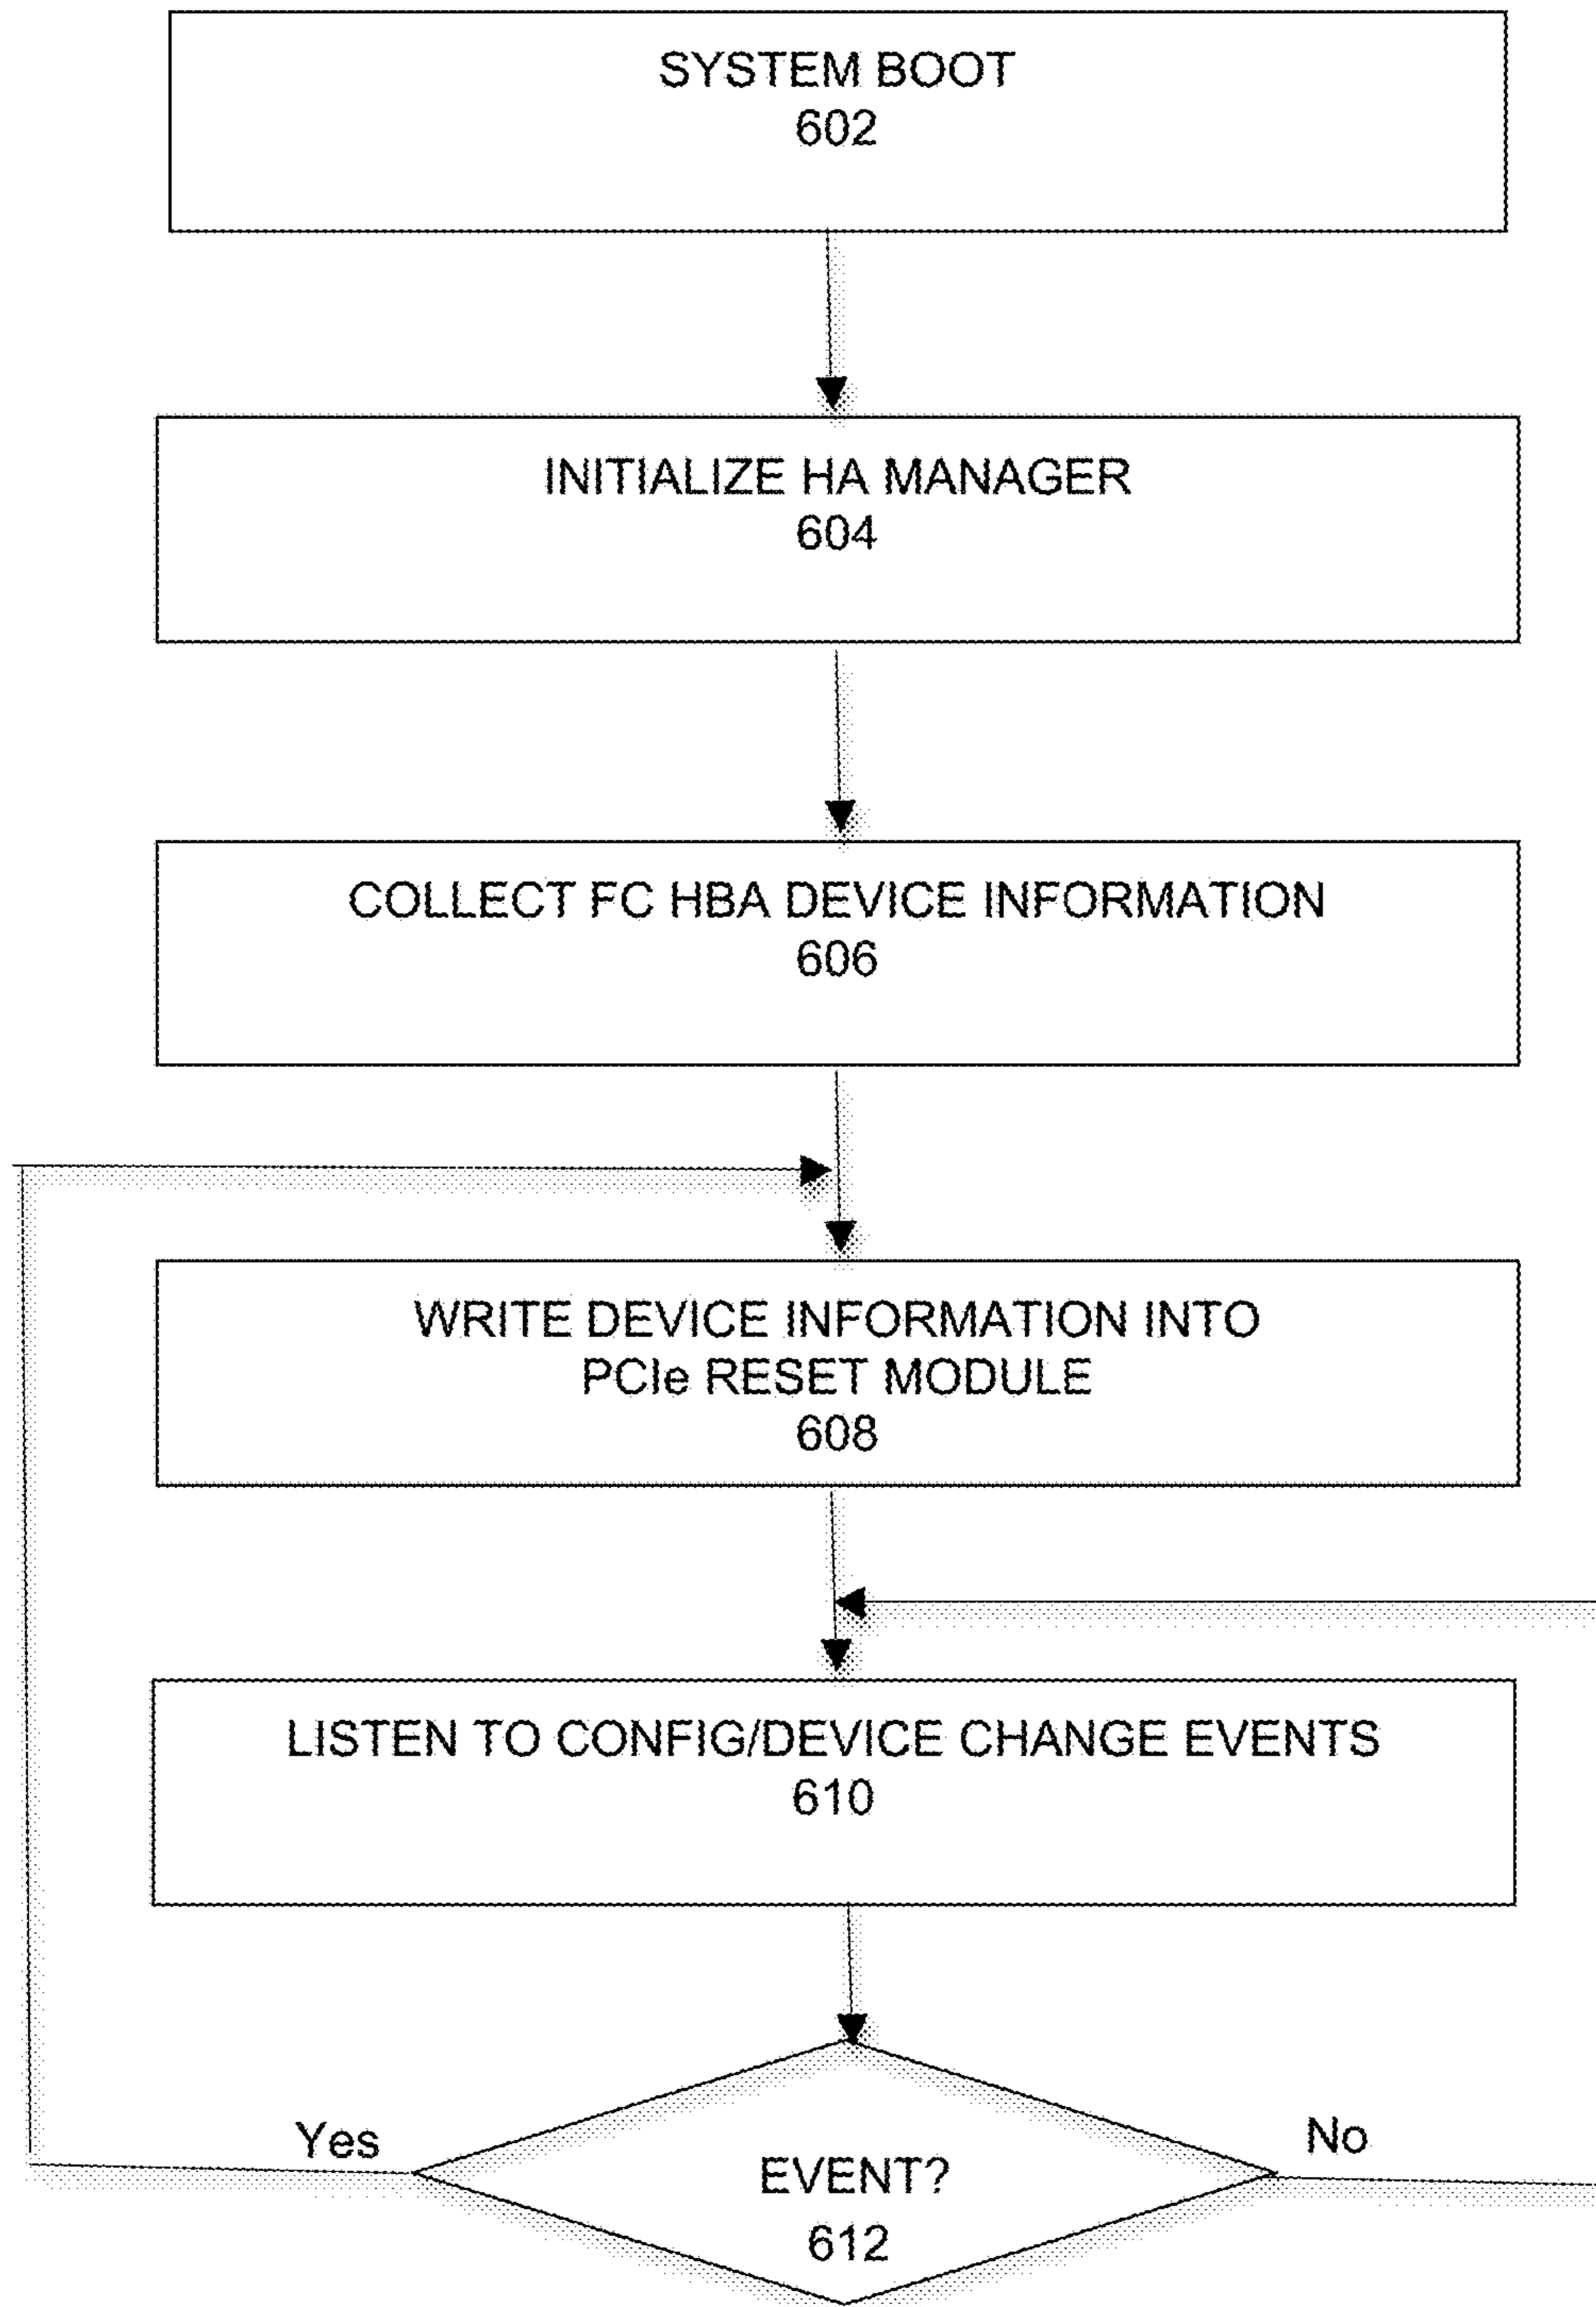 SYSTEM BOOT
602
INITIALIZE HA MANAGER
604
COLLECT FC HBA DEVICE INFORMATION
606
WRITE DEVICE INFORMATION INTO
PCIe RESET MODULE
608
LISTEN TO CONFIG/DEVICE CHANGE EVENTS
610
Yes
No
EVENT?
612